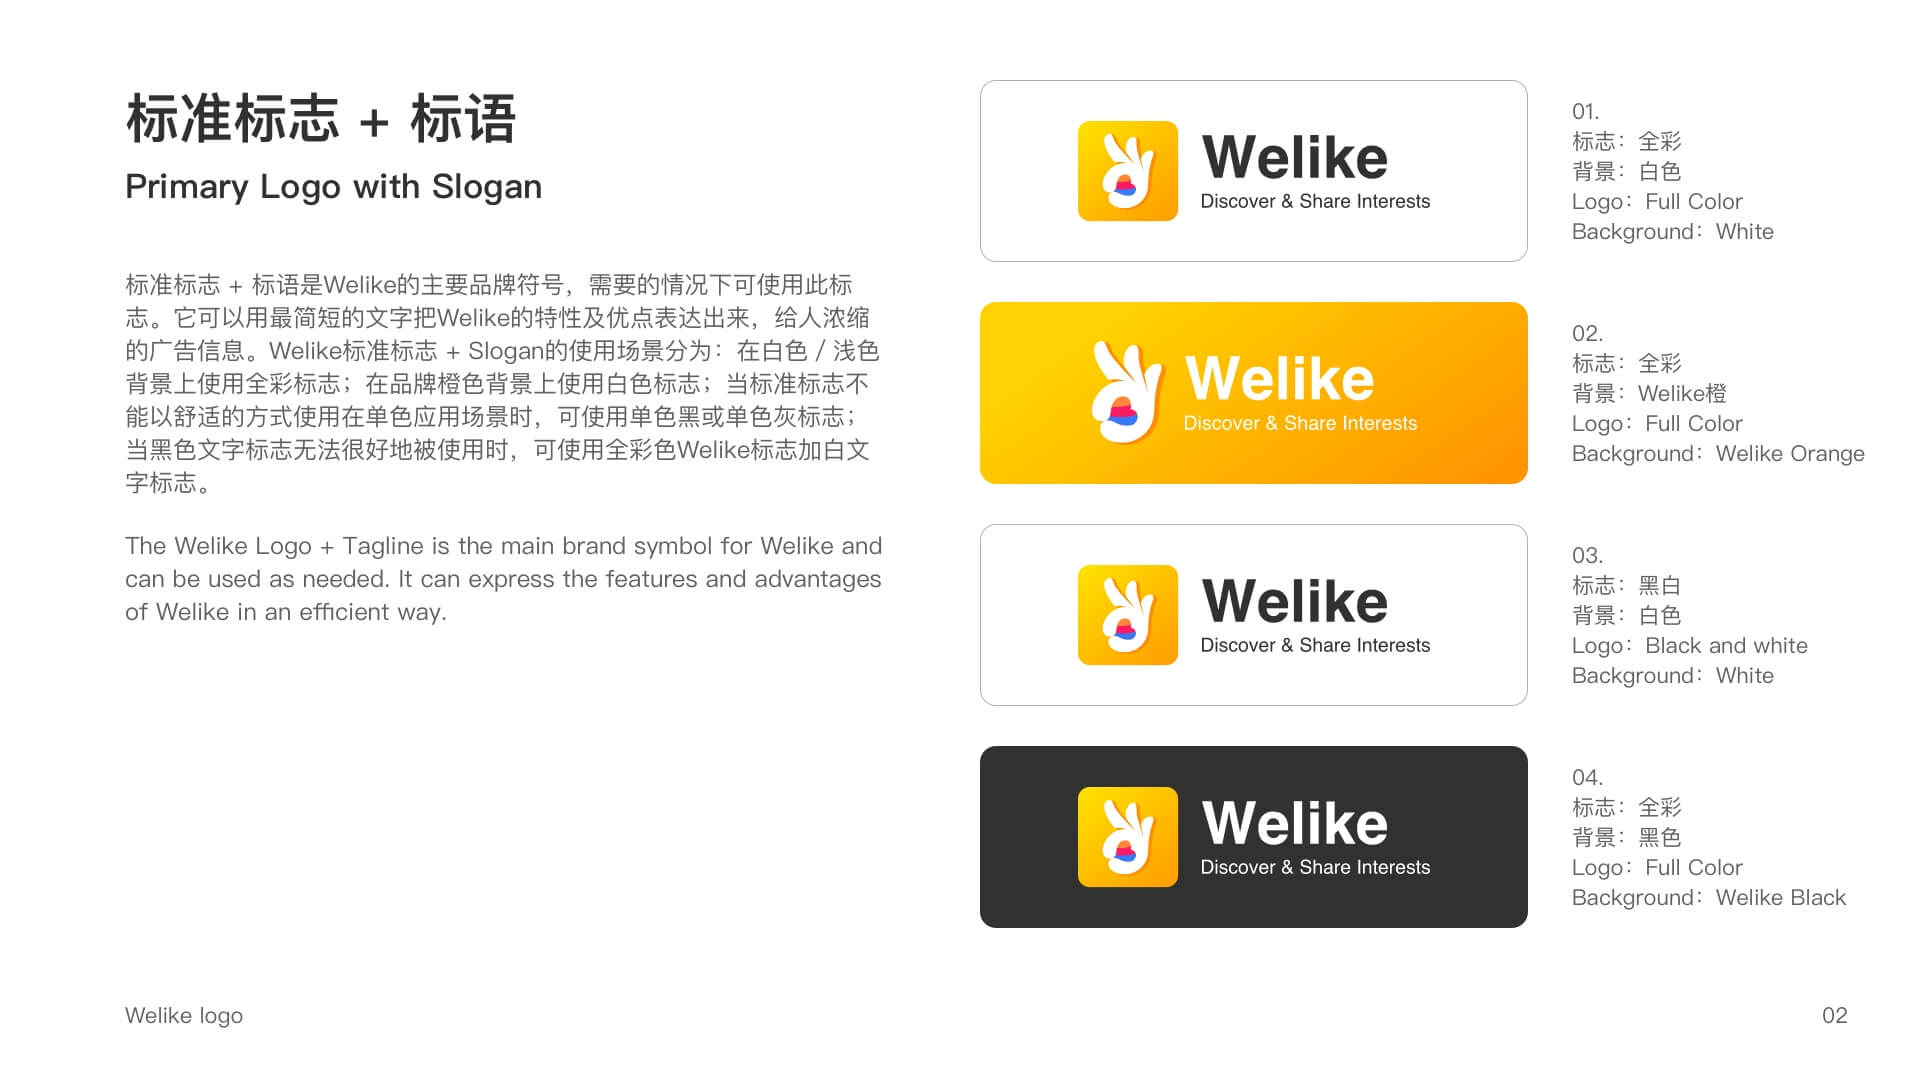 标准标志 + 标语
Primary Logo with Slogan
标准标志 + 标语是Welike的主要品牌符号，需要的情况下可使用此标
志。它可以用最简短的文字把Welike的特性及优点表达出来，给人浓缩
的广告信息。Welike标准标志 + Slogan的使用场景分为：在白色 / 浅色
背景上使用全彩标志；在品牌橙色背景上使用白色标志；当标准标志不
能以舒适的方式使用在单色应用场景时，可使用单色黑或单色灰标志；
当黑色文字标志无法很好地被使用时，可使用全彩色Welike标志加白文
字标志。
The Welike Logo + Tagline is the main brand symbol for Welike and
can be used as needed. It can express the features and advantages
of Welike in an efficient way.
Welike
Discover & Share Interests
01.
标志：全彩
背景：白色
Logo：Full Color
Background：White
Welike
Discover & Share Interests
02.
标志：全彩
背景：Welike橙
Logo：Full Color
Background：Welike Orange
Welike
Discover & Share Interests
03.
标志：黑白
背景：白色
Logo：Black and white
Background：White
Welike
Discover & Share Interests
04.
标志：全彩
背景：黑色
Logo：Full Color
Background：Welike Black
Welike logo
02